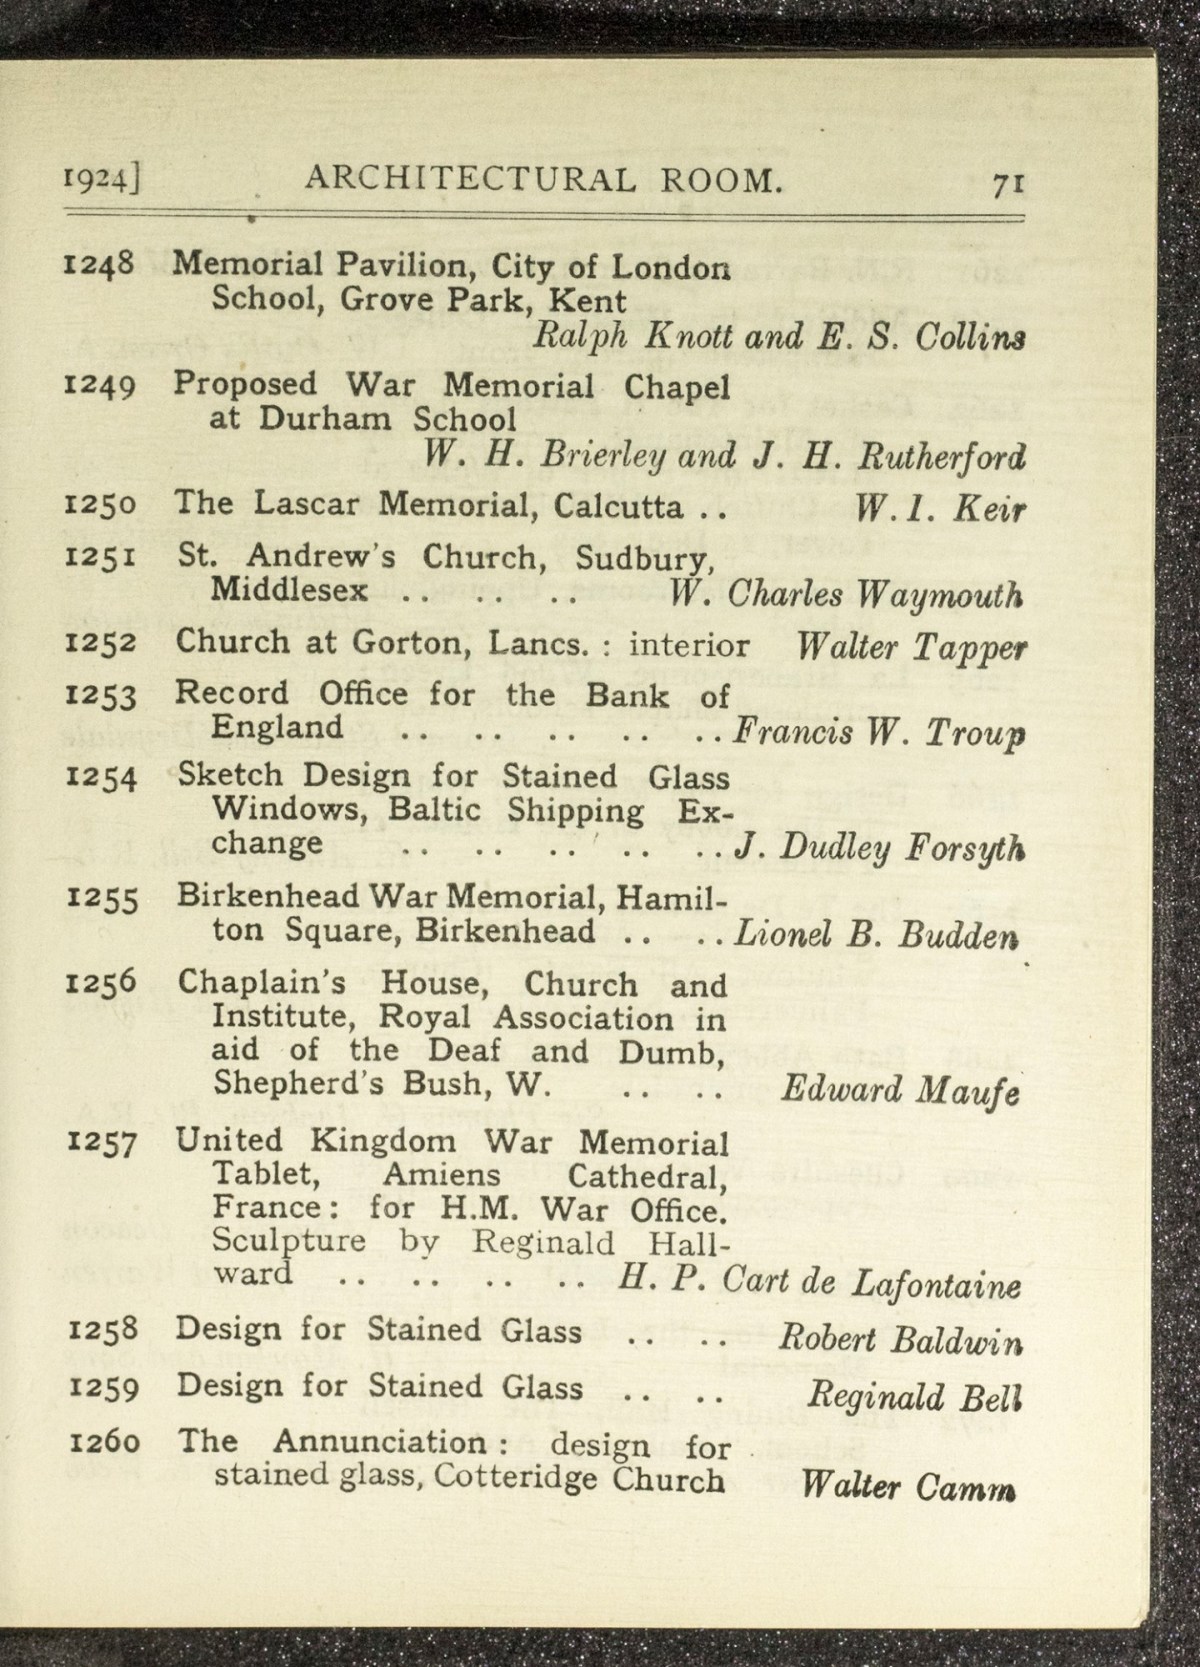 1924] ARCHITECTURAL ROOM. 71
1248 Memorial Pavilion, City of London
School, Grove Park, Kent
Ralph Knott and E. S. Collins
1249 Proposed War Memorial Chapel
at Durham School
W. H. Brierley and J. H. Rutherford
1250 The Lascar Memorial, Calcutta .. W. I. Keir
1251 St. Andrew's Church, Sudbury,
Middlesex .. .. .. W. Charles Waymouth
1252 Church at Gorton, Lancs. : interior Walter Tapper
1253 Record Office for the Bank of
England .. .. .. .. .. Francis W. Troup
1254 Sketch Design for Stained Glass
Windows, Baltic Shipping Ex-
change .. .. .. .. .. J. Dudley Forsyth
1255 Birkenhead War Memorial, Hamil-
ton Square, Birkenhead .. .. Lionel B. Budden
1256 Chaplain's House, Church and
Institute, Royal Association in
aid of the Deaf and Dumb,
Shepherd's Bush, W. .. .. Edward Maufe
1257 United Kingdom War Memorial
Tablet, Amiens Cathedral,
France : for H.M. War Office.
Sculpture by Reginald Hall-
ward .. .. .. .. H. P. Cart de Lafontaine
1258 Design for Stained Glass .. .. Robert Baldwin
1259 Design for Stained Glass .. .. Reginald Bell
1260 The Annunciation : design for
stained glass, Cotteridge Church Walter Camm